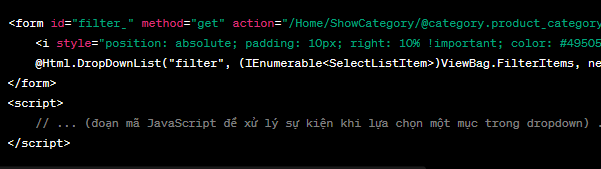 <form id="filter_" method="get" action="/Home/ShowCategory/@category.product_category
<i style="position: absolute; padding: 10px; right: 10% !important; color: #49505
@Html.DropDownList("filter", (IEnumerable<SelectListItem>)ViewBag.FilterItems, ne
</form>
<script>
// ... (đoạn mã JavaScript để xử lý sự kiện khi lựa chọn một mục trong dropdown) .
</script>